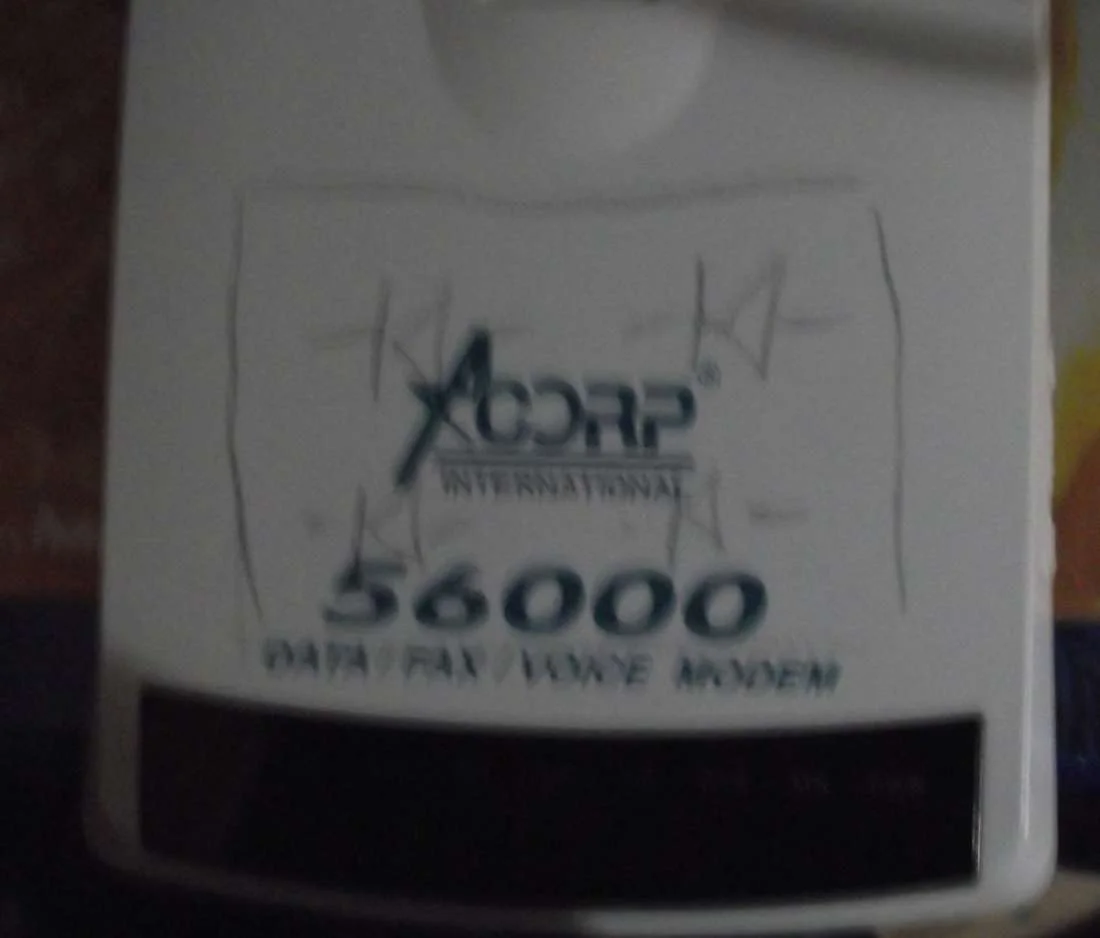 ACORP®
INTERNATIONAL
56000
DATA / FAX / VOICE MODEM